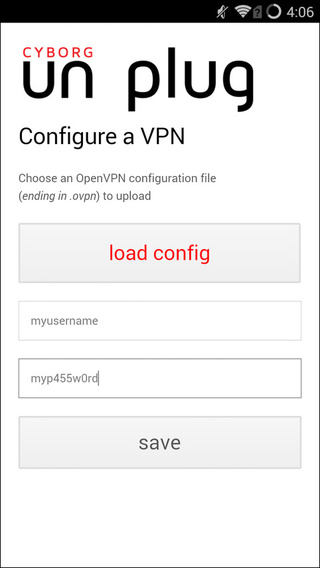 4:06
CYBORG
un plug
Configure a VPN
Choose an OpenVPN configuration file
(ending in .ovpn) to upload
load config
myusername
myp455w0rd
save